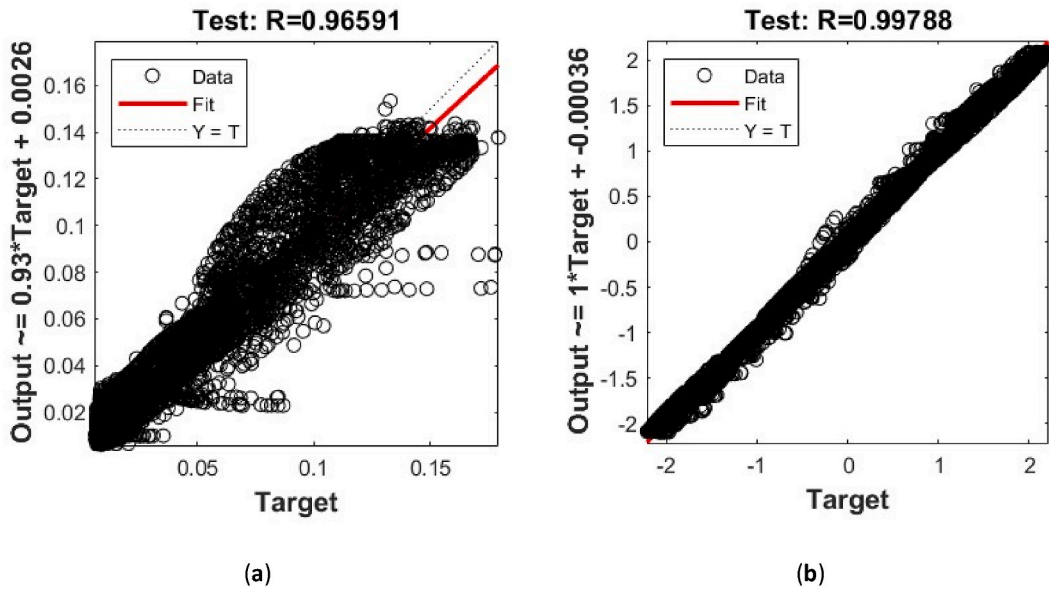 Test: R=0.96591
Output ~= 0.93*Target + 0.0026
0.16
0.14
0.12
0.1
0.08
0.06
0.04
0.02
Data
Fit
Y = T
0.05
0.1
0.15
Target
(a)
Test: R=0.99788
Output ~= 1*Target + -0.00036
2
1.5
1
0.5
0
-0.5
-1
-1.5
-2
Data
Fit
Y = T
-2
-1
0
1
2
Target
(b)